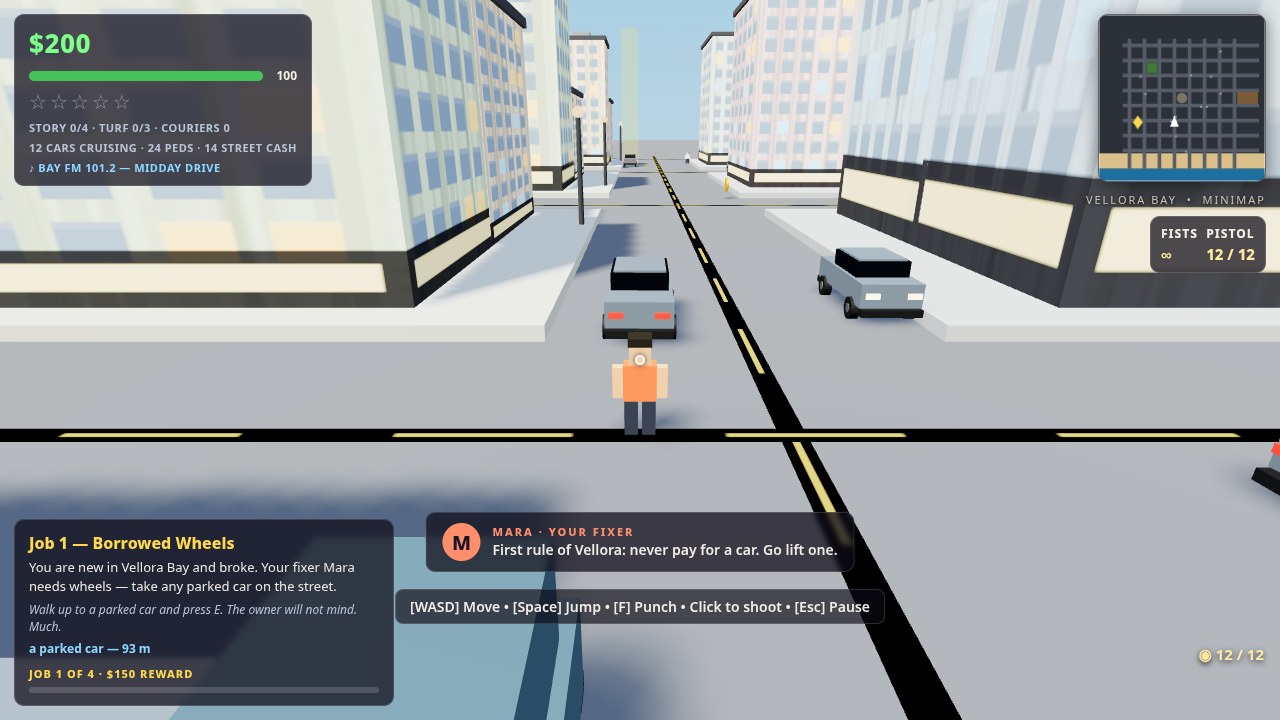 $200
100
☆☆☆☆☆
STORY 0/4 · TURF 0/3 · COURIERS 0
12 CARS CRUISING · 24 PEDS · 14 STREET CASH
♪ BAY FM 101.2 — MIDDAY DRIVE
VELLORA BAY • MINIMAP
FISTS PISTOL
∞ 12 / 12
Job 1 — Borrowed Wheels
You are new in Vellora Bay and broke. Your fixer Mara
needs wheels — take any parked car on the street.
Walk up to a parked car and press E. The owner will not mind.
Much.
a parked car — 93 m
JOB 1 OF 4 · $150 REWARD
M
MARA · YOUR FIXER
First rule of Vellora: never pay for a car. Go lift one.
[WASD] Move • [Space] Jump • [F] Punch • Click to shoot • [Esc] Pause
◉ 12 / 12